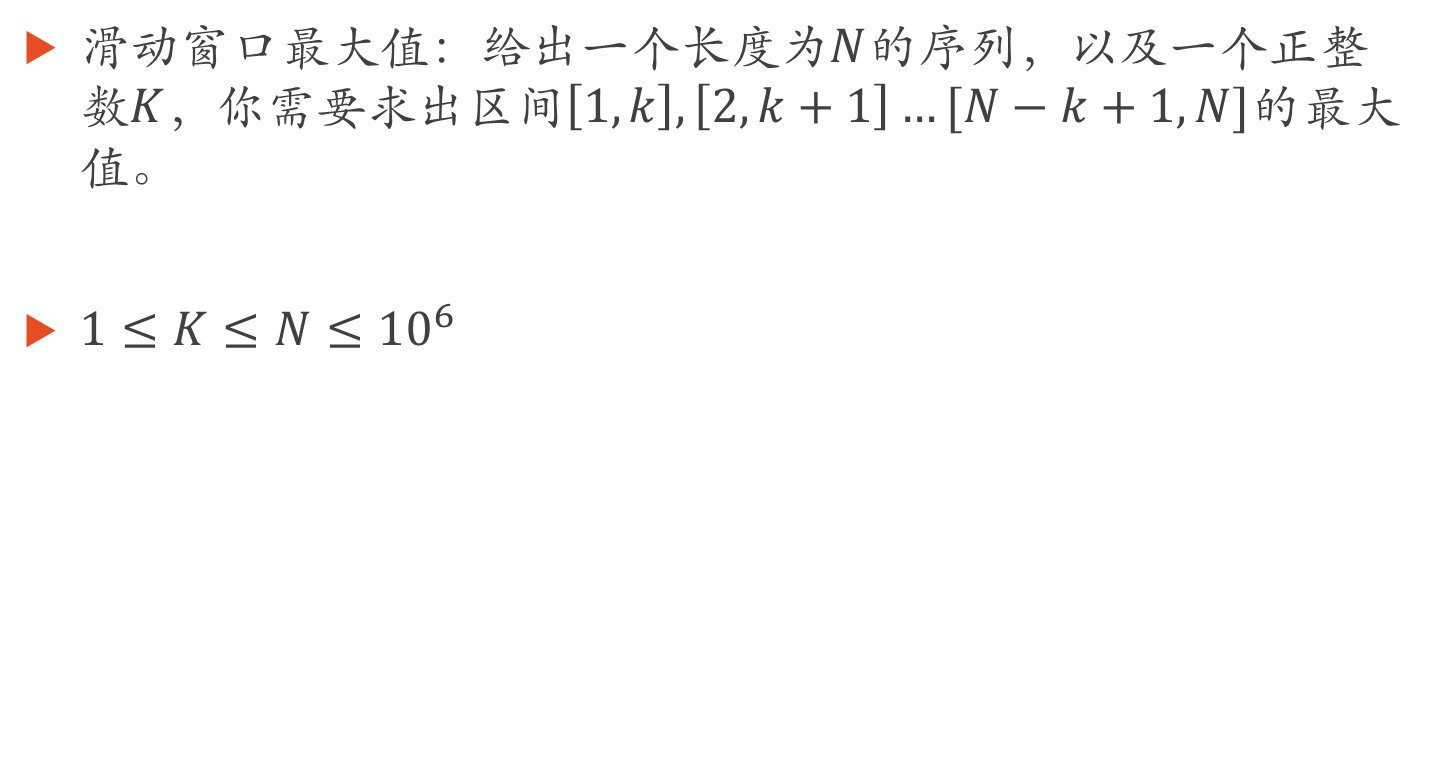 滑动窗口最大值：给出一个长度为N的序列，以及一个正整
数K，你需要求出区间[1, k], [2, k + 1] … [N − k + 1, N]的最大
值。
1 ≤ K ≤ N ≤ 10⁶